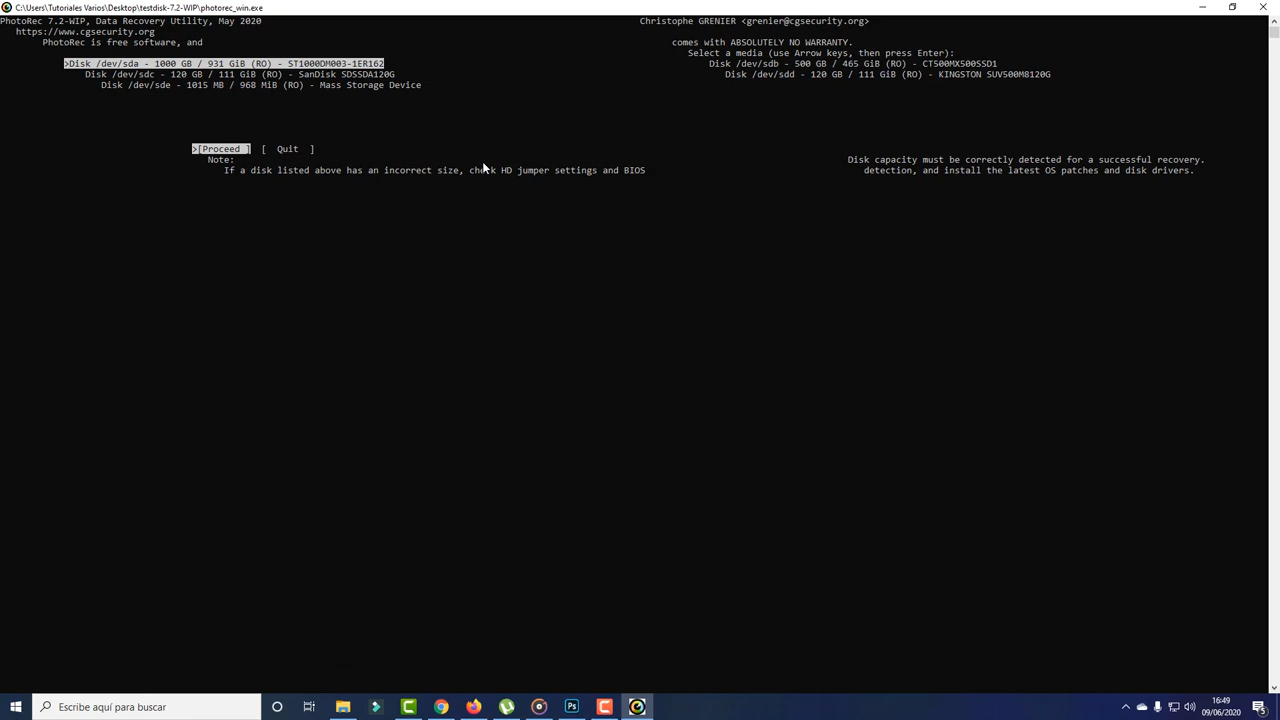 C:\Users\Tutoriales Varios\Desktop\testdisk-7.2-WIP\photorec_win.exe
PhotoRec 7.2-WIP, Data Recovery Utility, May 2020
Christophe GRENIER <grenier@cgsecurity.org>
https://www.cgsecurity.org
PhotoRec is free software, and
comes with ABSOLUTELY NO WARRANTY.
Select a media (use Arrow keys, then press Enter):
>Disk /dev/sda - 1000 GB / 931 GiB (RO) - ST1000DM003-1ER162
Disk /dev/sdb - 500 GB / 465 GiB (RO) - CT500MX500SSD1
Disk /dev/sdc - 120 GB / 111 GiB (RO) - SanDisk SDSSDA120G
Disk /dev/sdd - 120 GB / 111 GiB (RO) - KINGSTON SUV500M8120G
Disk /dev/sde - 1015 MB / 968 MiB (RO) - Mass Storage Device
>[Proceed ] [ Quit ]
Note:
Disk capacity must be correctly detected for a successful recovery.
If a disk listed above has an incorrect size, check HD jumper settings and BIOS
detection, and install the latest OS patches and disk drivers.
Escribe aquí para buscar
Ps
16:49
09/06/2020
5